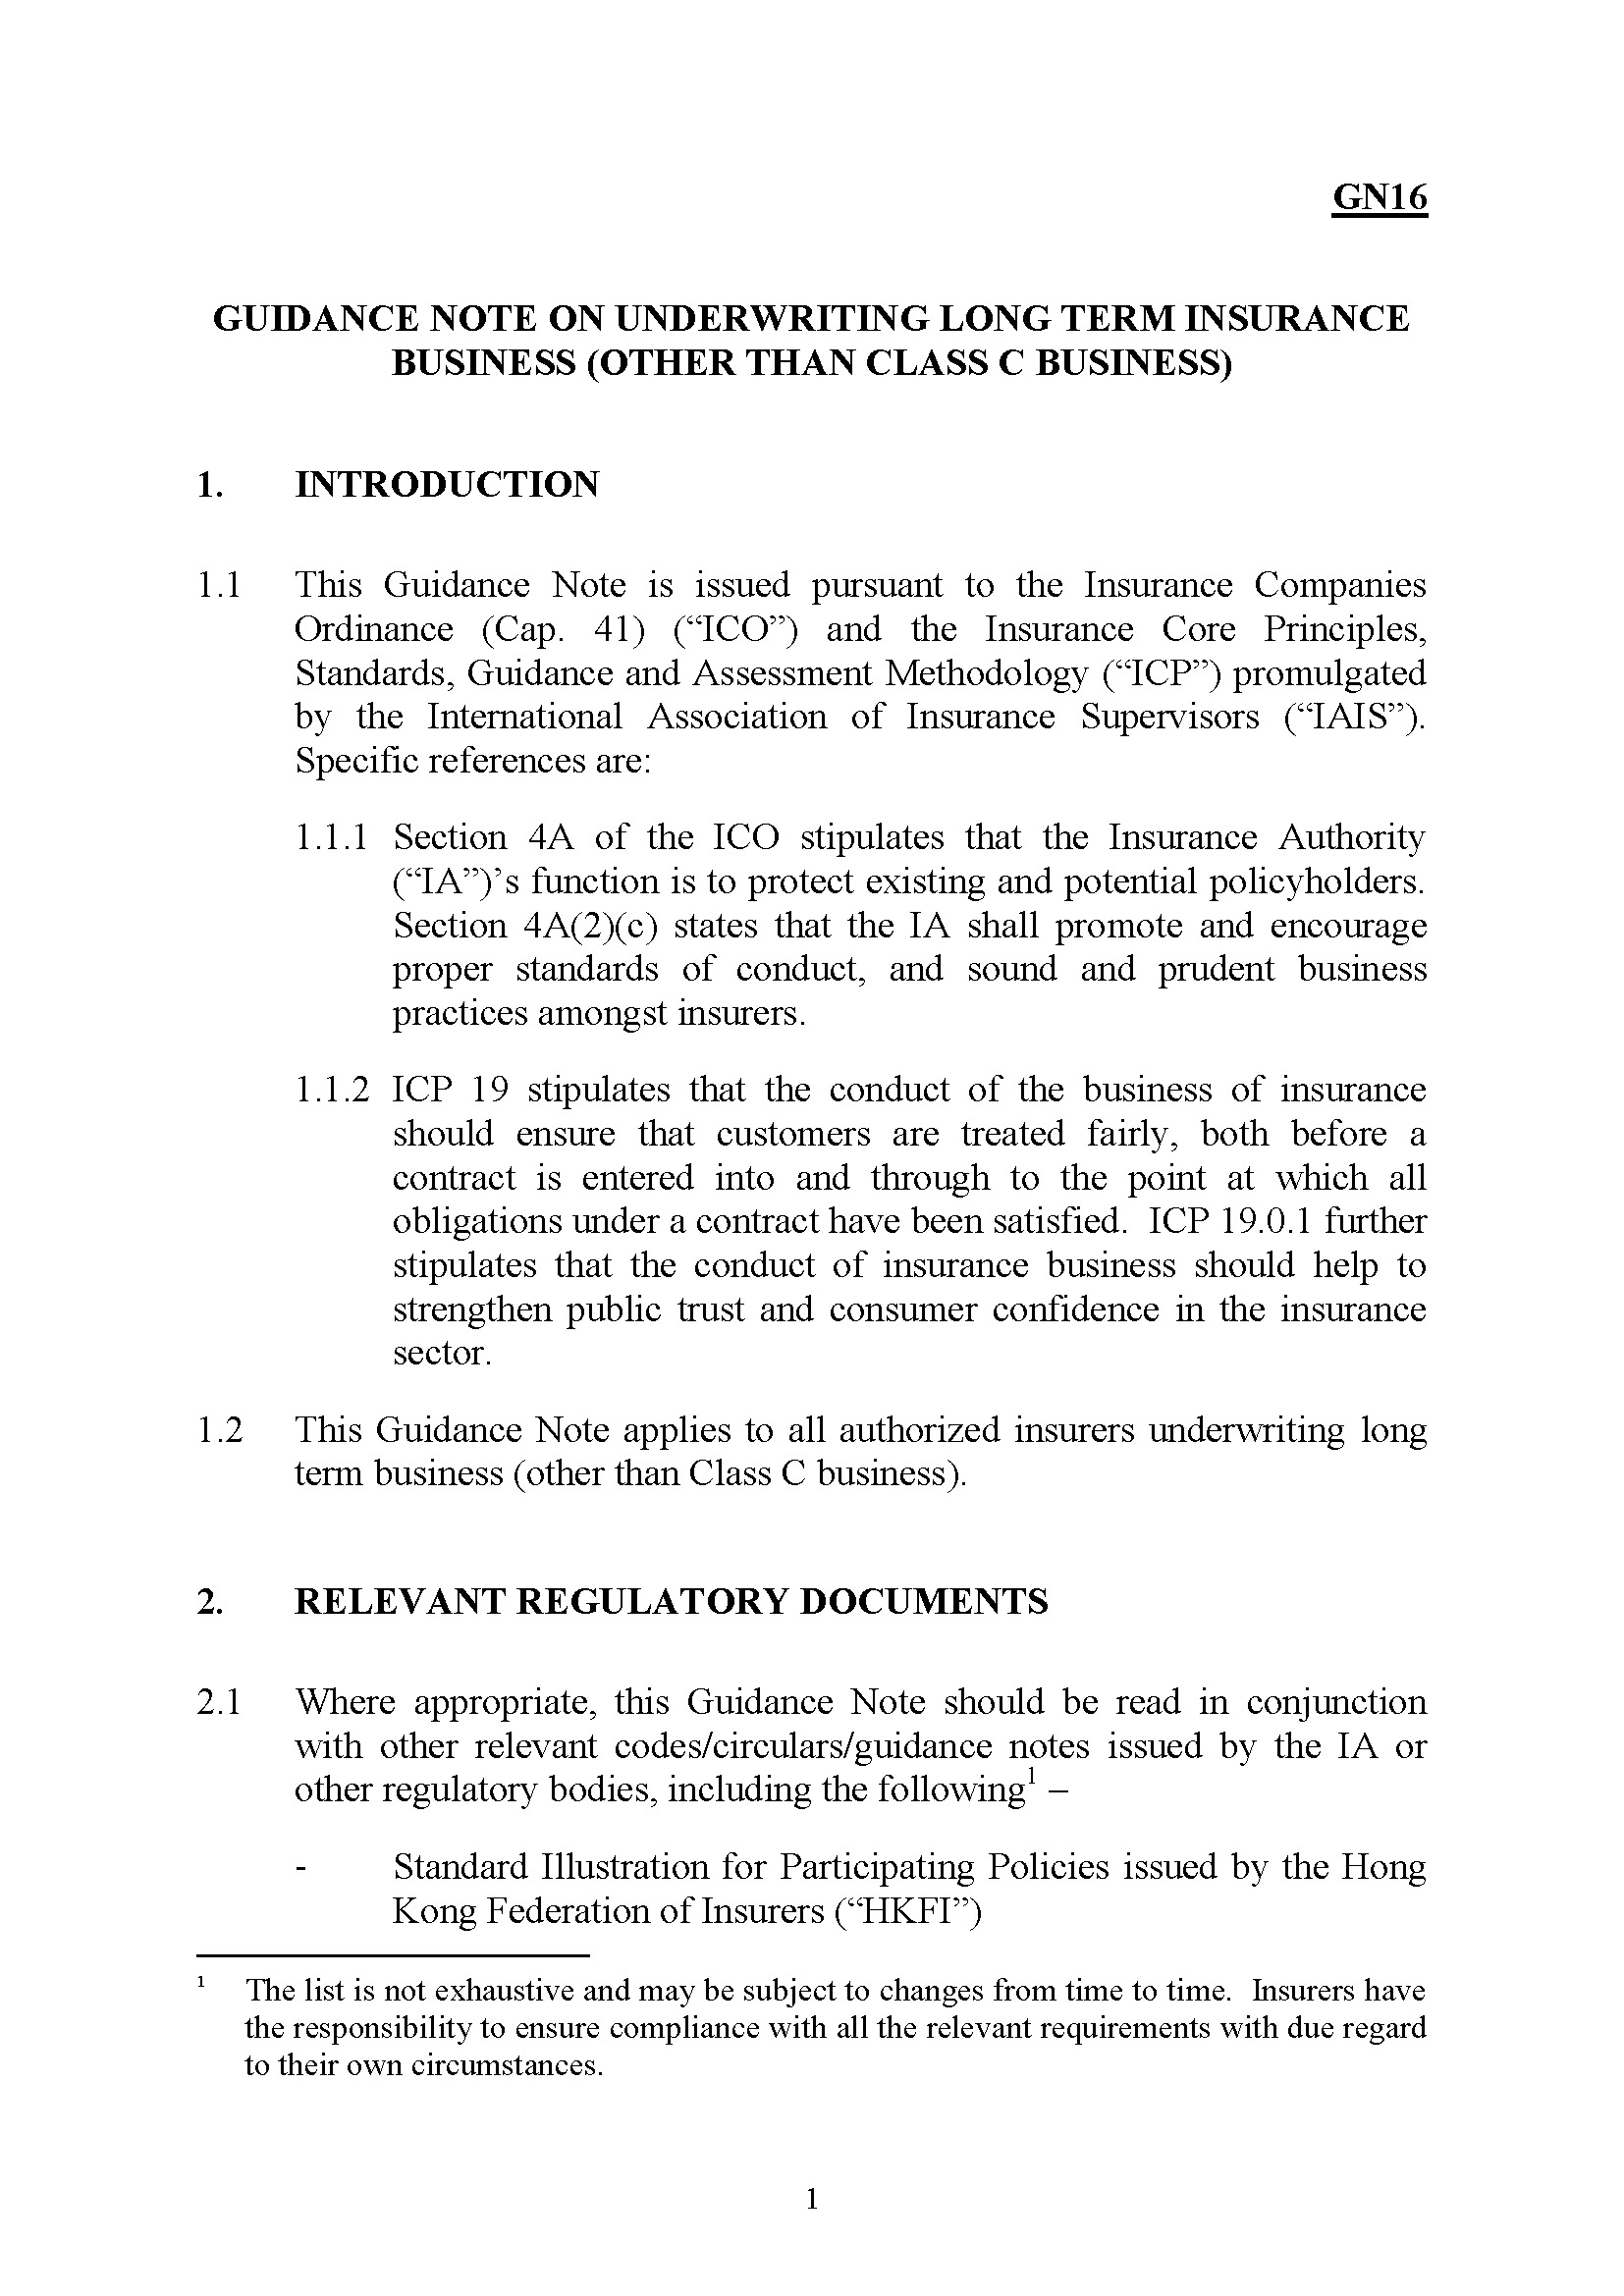 GN16
GUIDANCE NOTE ON UNDERWRITING LONG TERM INSURANCE
BUSINESS (OTHER THAN CLASS C BUSINESS)
1. INTRODUCTION
1.1 This Guidance Note is issued pursuant to the Insurance Companies
Ordinance (Cap. 41) (“ICO”) and the Insurance Core Principles,
Standards, Guidance and Assessment Methodology (“ICP”) promulgated
by the International Association of Insurance Supervisors (“IAIS”).
Specific references are:
1.1.1 Section 4A of the ICO stipulates that the Insurance Authority
(“IA”)’s function is to protect existing and potential policyholders.
Section 4A(2)(c) states that the IA shall promote and encourage
proper standards of conduct, and sound and prudent business
practices amongst insurers.
1.1.2 ICP 19 stipulates that the conduct of the business of insurance
should ensure that customers are treated fairly, both before a
contract is entered into and through to the point at which all
obligations under a contract have been satisfied. ICP 19.0.1 further
stipulates that the conduct of insurance business should help to
strengthen public trust and consumer confidence in the insurance
sector.
1.2 This Guidance Note applies to all authorized insurers underwriting long
term business (other than Class C business).
2. RELEVANT REGULATORY DOCUMENTS
2.1 Where appropriate, this Guidance Note should be read in conjunction
with other relevant codes/circulars/guidance notes issued by the IA or
other regulatory bodies, including the following¹ –
- Standard Illustration for Participating Policies issued by the Hong
Kong Federation of Insurers (“HKFI”)
¹ The list is not exhaustive and may be subject to changes from time to time. Insurers have
the responsibility to ensure compliance with all the relevant requirements with due regard
to their own circumstances.
1